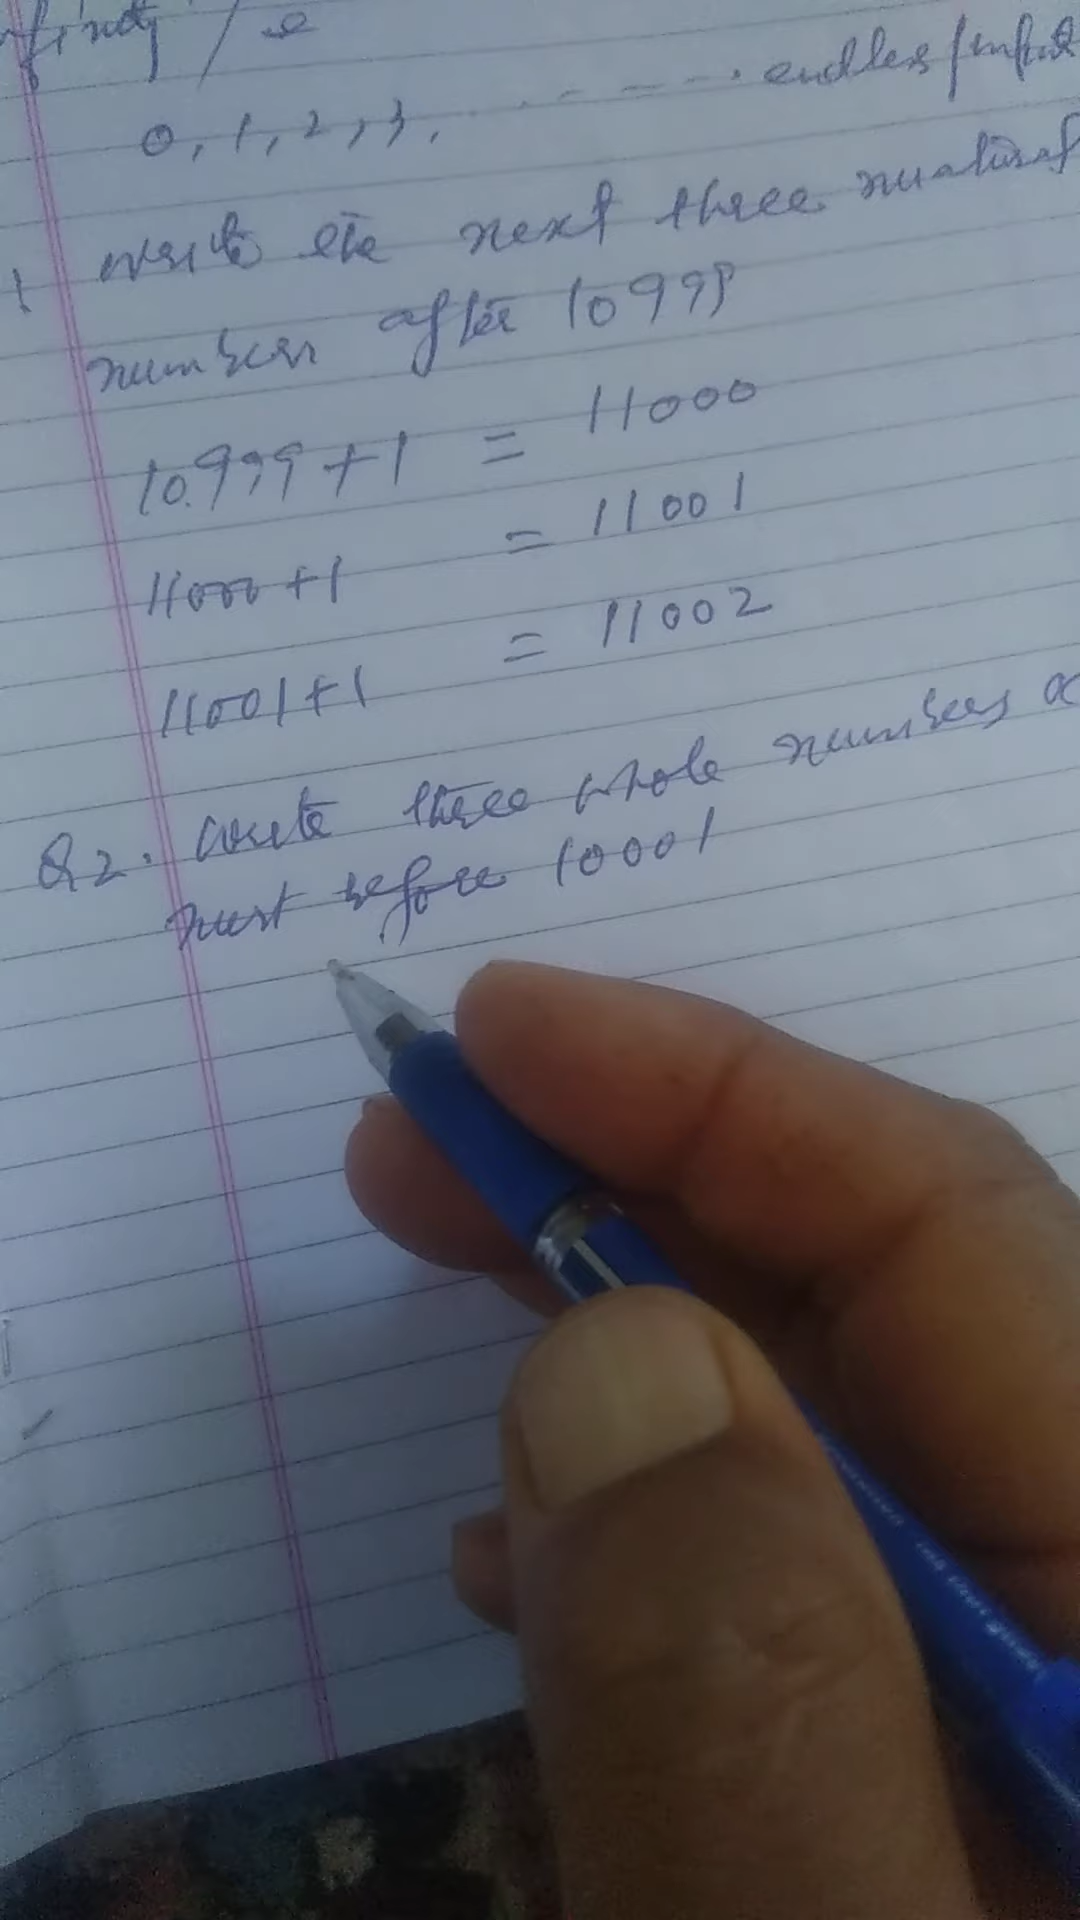 0, 1, 2, 3, ------. endless/
write the next three natural
numbers after 10999
10999+1 = 11000
11000+1 = 11001
11001+1 = 11002
Q2. write three whole numbers
just before 10001